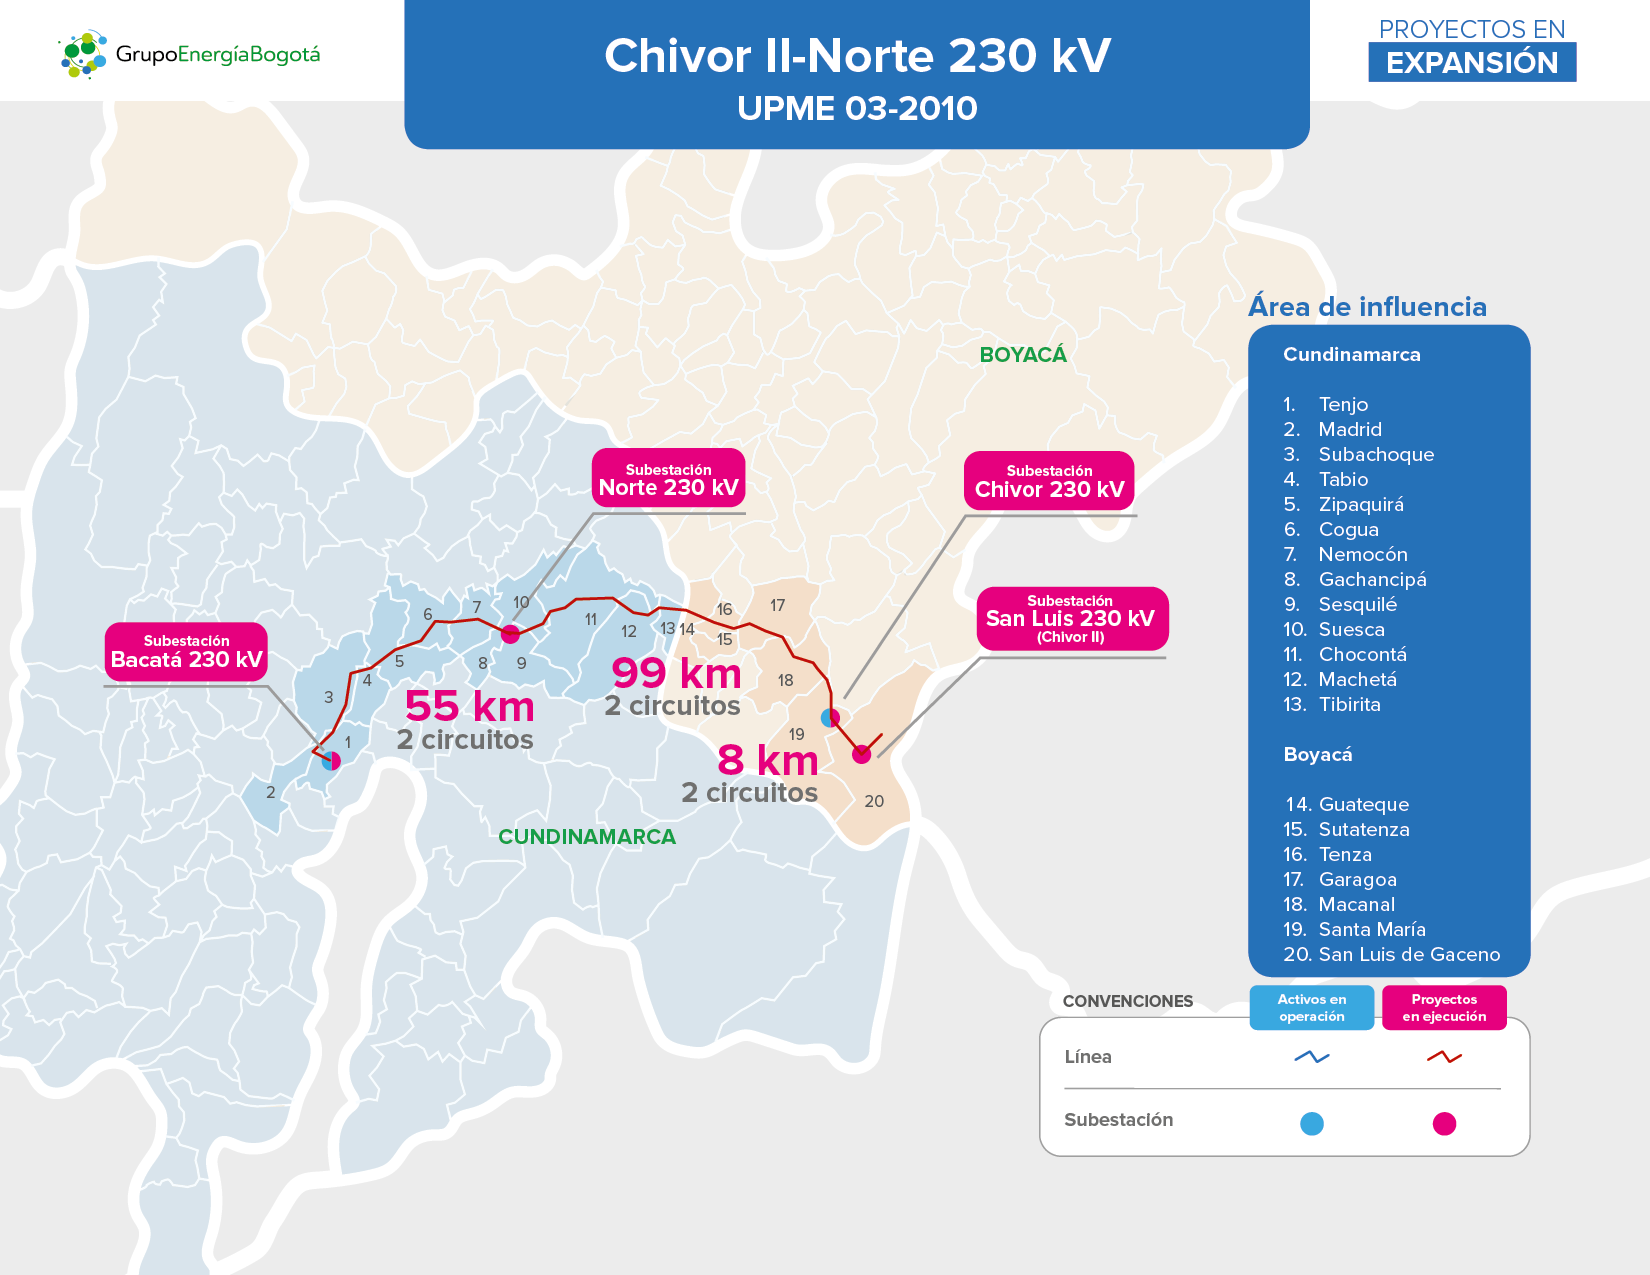 GrupoEnergíaBogotá
Chivor II-Norte 230 kV
UPME 03-2010
PROYECTOS EN
EXPANSIÓN
BOYACÁ
Subestación
Norte 230 kV
Subestación
Chivor 230 kV
Subestación
San Luis 230 kV
(Chivor II)
Subestación
Bacatá 230 kV
1
2
3
4
5
6
7
8
9
10
11
12
13
14
15
16
17
18
19
20
55 km
2 circuitos
99 km
2 circuitos
8 km
2 circuitos
CUNDINAMARCA
Área de influencia
Cundinamarca
1. Tenjo
2. Madrid
3. Subachoque
4. Tabio
5. Zipaquirá
6. Cogua
7. Nemocón
8. Gachancipá
9. Sesquilé
10. Suesca
11. Chocontá
12. Machetá
13. Tibirita
Boyacá
14. Guateque
15. Sutatenza
16. Tenza
17. Garagoa
18. Macanal
19. Santa María
20. San Luis de Gaceno
CONVENCIONES
Activos en
operación
Proyectos
en ejecución
Línea
Subestación